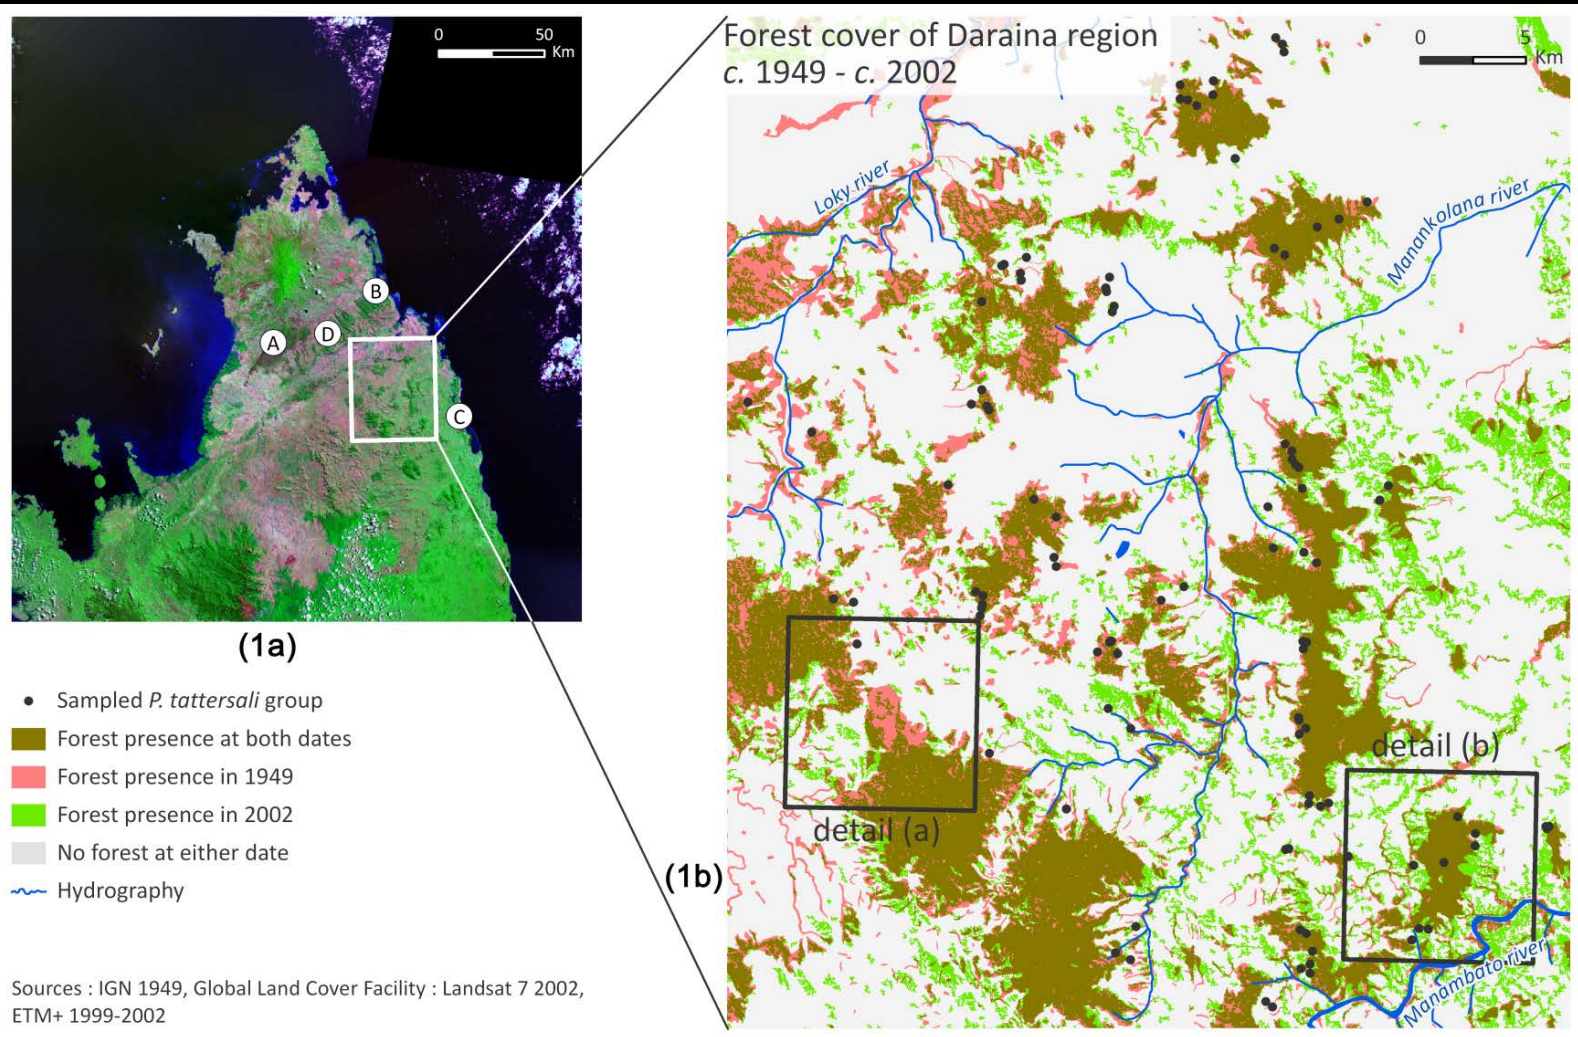 0 50
Km
B
A
D
C
(1a)
Sampled P. tattersali group
Forest presence at both dates
Forest presence in 1949
Forest presence in 2002
No forest at either date
Hydrography
Sources : IGN 1949, Global Land Cover Facility : Landsat 7 2002,
ETM+ 1999-2002
Forest cover of Daraina region
c. 1949 - c. 2002
0 5
Km
Loky river
Manankolana river
detail (b)
detail (a)
(1b)
Manambato river